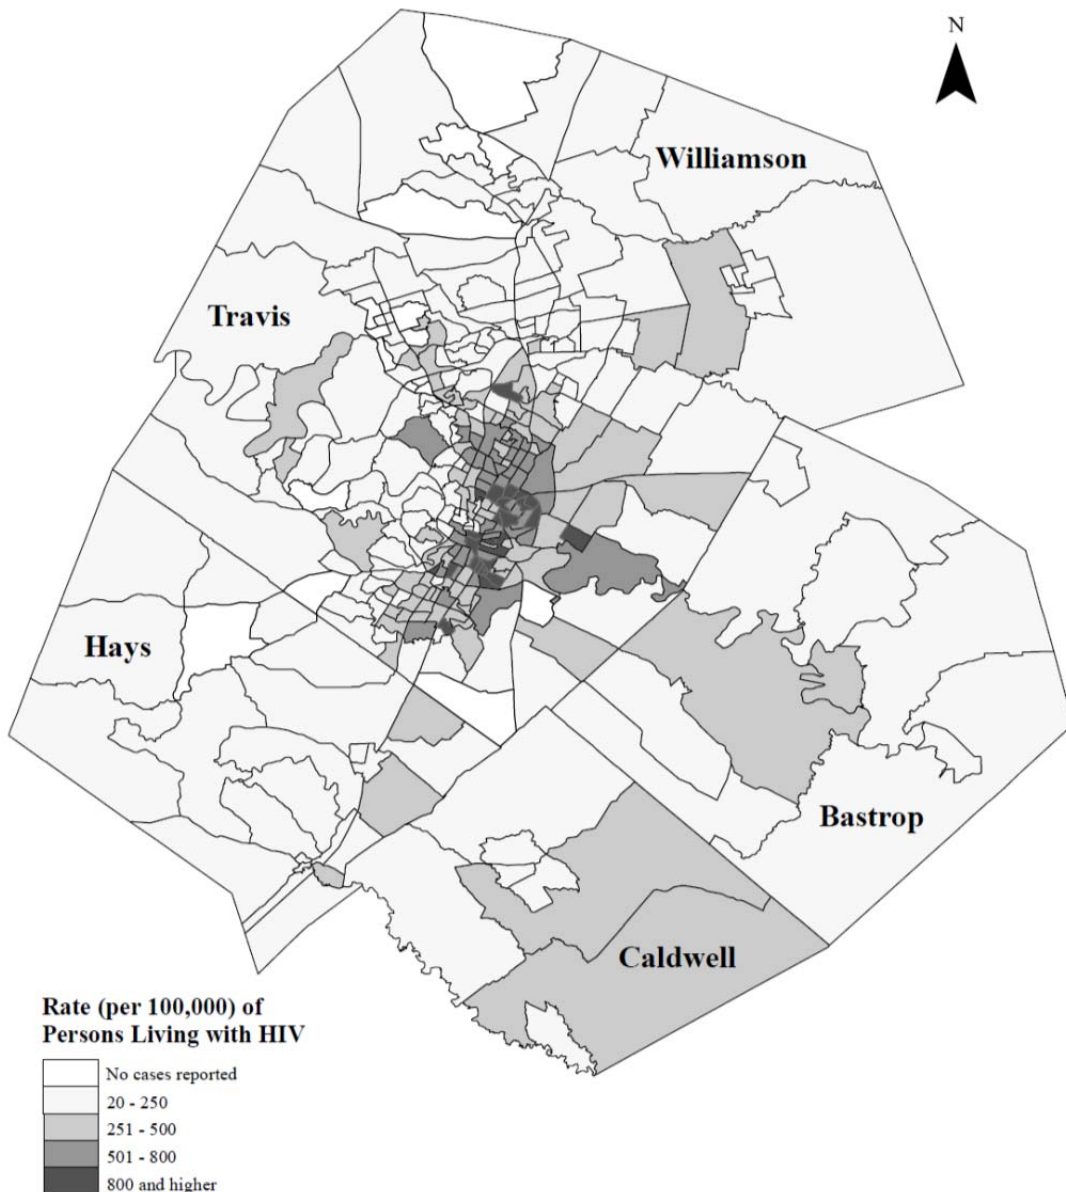 N
Williamson
Travis
Hays
Bastrop
Caldwell
Rate (per 100,000) of
Persons Living with HIV
No cases reported
20 - 250
251 - 500
501 - 800
800 and higher